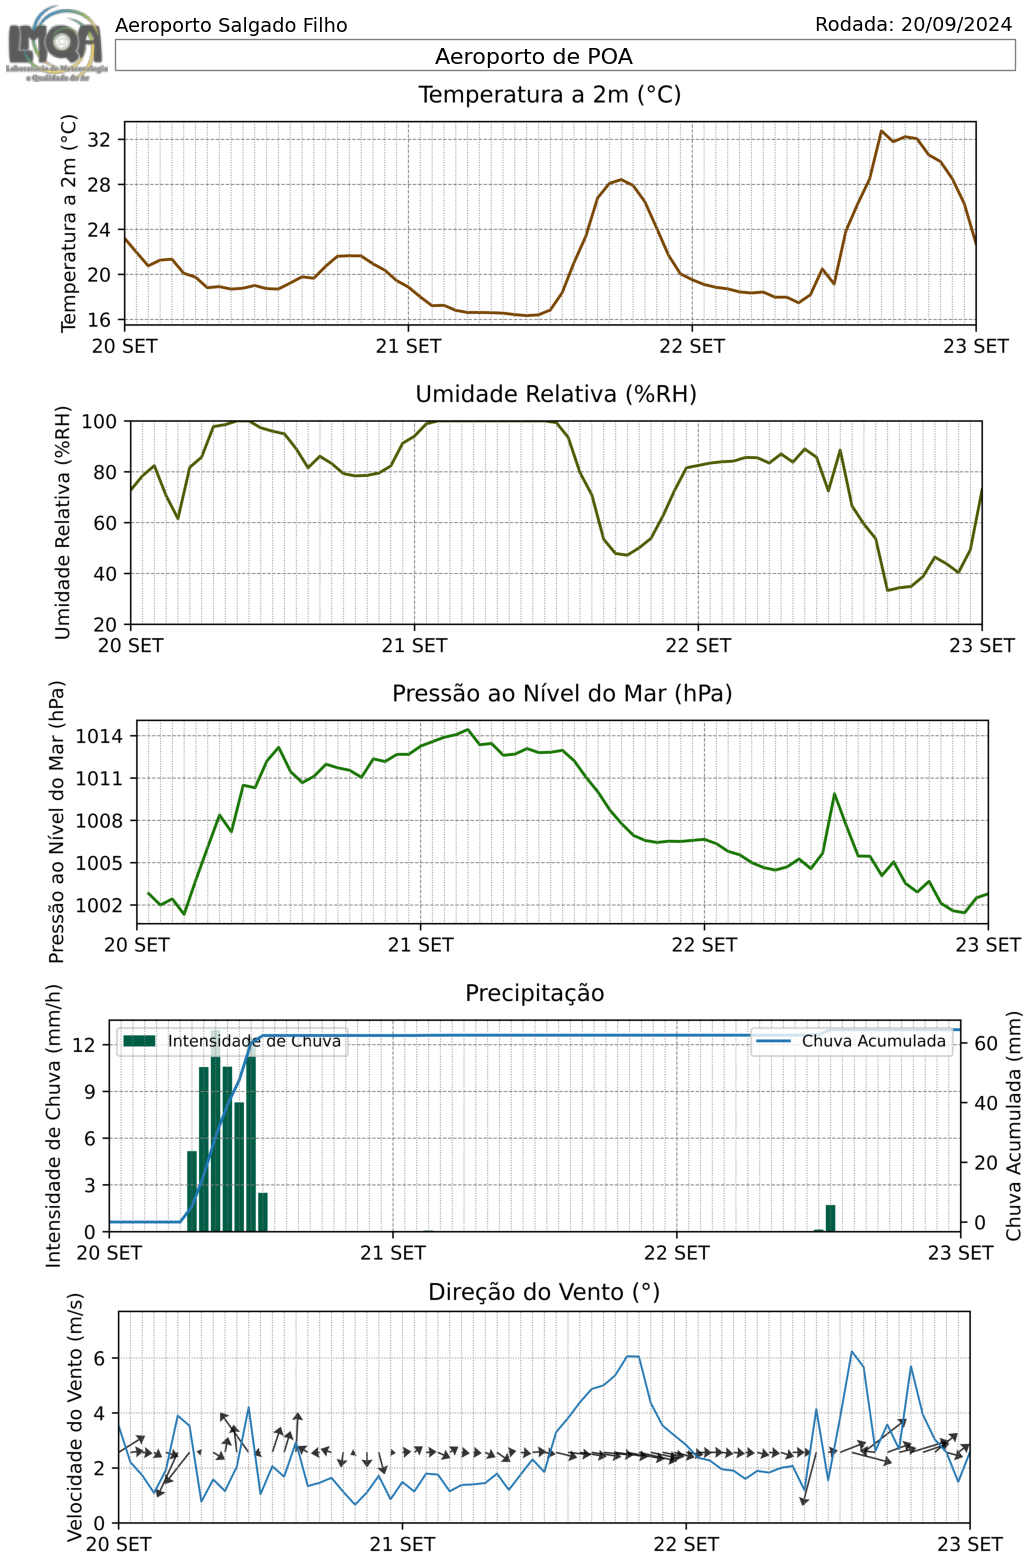 LMQA
Laboratório de Meteorologia
e Qualidade do Ar
Aeroporto Salgado Filho
Rodada: 20/09/2024
Aeroporto de POA
Temperatura a 2m (°C)
Temperatura a 2m (°C)
32
28
24
20
16
20 SET
21 SET
22 SET
23 SET
Umidade Relativa (%RH)
Umidade Relativa (%RH)
100
80
60
40
20
20 SET
21 SET
22 SET
23 SET
Pressão ao Nível do Mar (hPa)
Pressão ao Nível do Mar (hPa)
1014
1011
1008
1005
1002
20 SET
21 SET
22 SET
23 SET
Precipitação
Intensidade de Chuva (mm/h)
12
9
6
3
0
Intensidade de Chuva
Chuva Acumulada
60
40
20
0
Chuva Acumulada (mm)
20 SET
21 SET
22 SET
23 SET
Direção do Vento (°)
Velocidade do Vento (m/s)
6
4
2
0
20 SET
21 SET
22 SET
23 SET